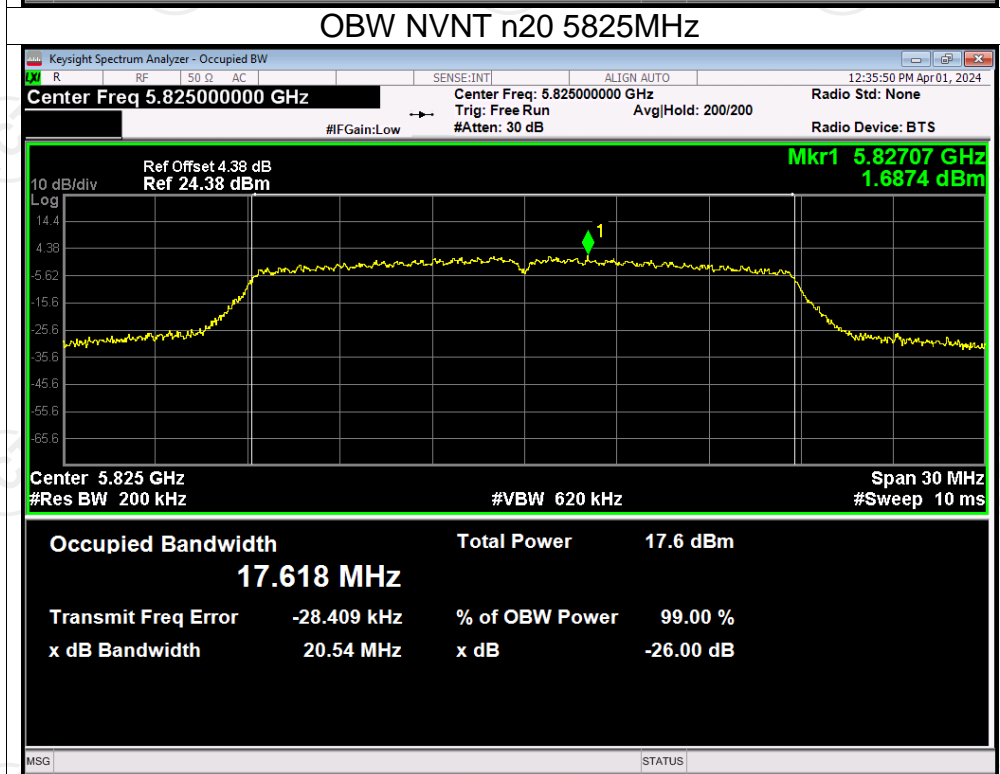 OBW NVNT n20 5825MHz
Keysight Spectrum Analyzer - Occupied BW
LXI R RF 50 Ω AC SENSE:INT ALIGN AUTO 12:35:50 PM Apr 01, 2024
Center Freq 5.825000000 GHz Center Freq: 5.825000000 GHz Radio Std: None
Trig: Free Run Avg|Hold: 200/200
#IFGain:Low #Atten: 30 dB Radio Device: BTS
Mkr1 5.82707 GHz
Ref Offset 4.38 dB
10 dB/div Ref 24.38 dBm 1.6874 dBm
Log
14.4
1
4.38
-5.62
-15.6
-25.6
-35.6
-45.6
-55.6
-65.6
Center 5.825 GHz Span 30 MHz
#Res BW 200 kHz #VBW 620 kHz #Sweep 10 ms
Occupied Bandwidth Total Power 17.6 dBm
17.618 MHz
Transmit Freq Error -28.409 kHz % of OBW Power 99.00 %
x dB Bandwidth 20.54 MHz x dB -26.00 dB
MSG STATUS